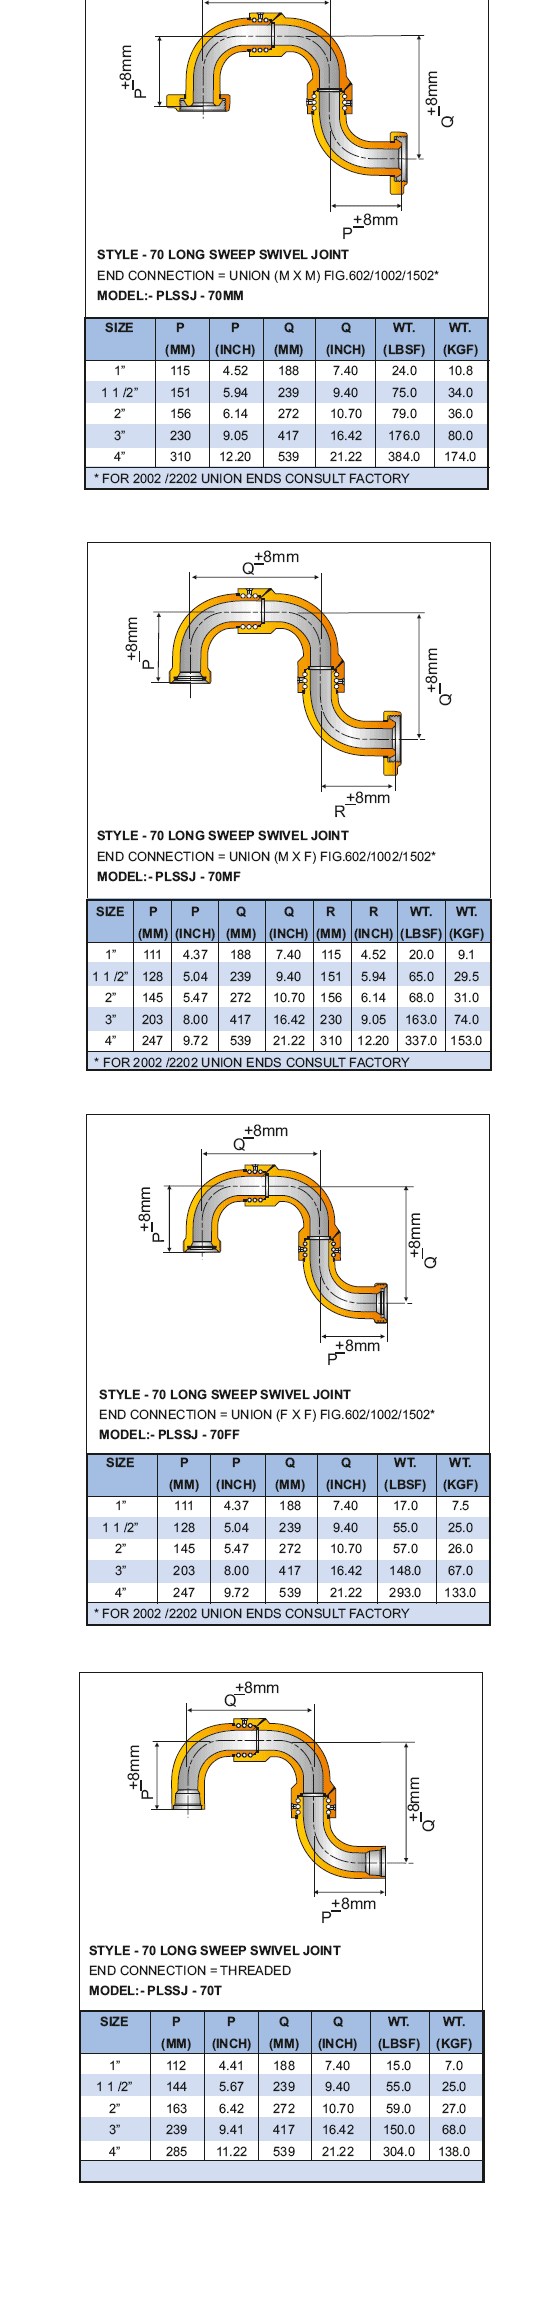 +8mm
P
+8mm
Q
+8mm
P
STYLE - 70 LONG SWEEP SWIVEL JOINT
END CONNECTION = UNION (M X M) FIG.602/1002/1502*
MODEL:- PLSSJ - 70MM
SIZE P P Q Q WT. WT.
(MM) (INCH) (MM) (INCH) (LBSF) (KGF)
1” 115 4.52 188 7.40 24.0 10.8
1 1 /2” 151 5.94 239 9.40 75.0 34.0
2” 156 6.14 272 10.70 79.0 36.0
3” 230 9.05 417 16.42 176.0 80.0
4” 310 12.20 539 21.22 384.0 174.0
* FOR 2002 /2202 UNION ENDS CONSULT FACTORY
+8mm
Q
+8mm
P
+8mm
Q
+8mm
R
STYLE - 70 LONG SWEEP SWIVEL JOINT
END CONNECTION = UNION (M X F) FIG.602/1002/1502*
MODEL:- PLSSJ - 70MF
SIZE P P Q Q R R WT. WT.
(MM) (INCH) (MM) (INCH) (MM) (INCH) (LBSF) (KGF)
1” 111 4.37 188 7.40 115 4.52 20.0 9.1
1 1 /2” 128 5.04 239 9.40 151 5.94 65.0 29.5
2” 145 5.47 272 10.70 156 6.14 68.0 31.0
3” 203 8.00 417 16.42 230 9.05 163.0 74.0
4” 247 9.72 539 21.22 310 12.20 337.0 153.0
* FOR 2002 /2202 UNION ENDS CONSULT FACTORY
+8mm
Q
+8mm
P
+8mm
Q
+8mm
P
STYLE - 70 LONG SWEEP SWIVEL JOINT
END CONNECTION = UNION (F X F) FIG.602/1002/1502*
MODEL:- PLSSJ - 70FF
SIZE P P Q Q WT. WT.
(MM) (INCH) (MM) (INCH) (LBSF) (KGF)
1” 111 4.37 188 7.40 17.0 7.5
1 1 /2” 128 5.04 239 9.40 55.0 25.0
2” 145 5.47 272 10.70 57.0 26.0
3” 203 8.00 417 16.42 148.0 67.0
4” 247 9.72 539 21.22 293.0 133.0
* FOR 2002 /2202 UNION ENDS CONSULT FACTORY
+8mm
Q
+8mm
P
+8mm
Q
+8mm
P
STYLE - 70 LONG SWEEP SWIVEL JOINT
END CONNECTION = THREADED
MODEL:- PLSSJ - 70T
SIZE P P Q Q WT. WT.
(MM) (INCH) (MM) (INCH) (LBSF) (KGF)
1” 112 4.41 188 7.40 15.0 7.0
1 1 /2” 144 5.67 239 9.40 55.0 25.0
2” 163 6.42 272 10.70 59.0 27.0
3” 239 9.41 417 16.42 150.0 68.0
4” 285 11.22 539 21.22 304.0 138.0